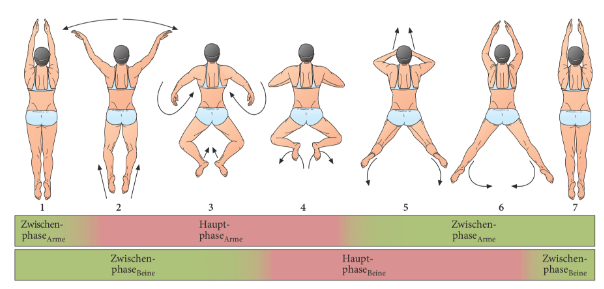 1 2 3 4 5 6 7
Zwischen- Haupt- Zwischen-
phaseArme phaseArme phaseArme
Zwischen- Haupt- Zwischen-
phaseBeine phaseBeine phaseBeine